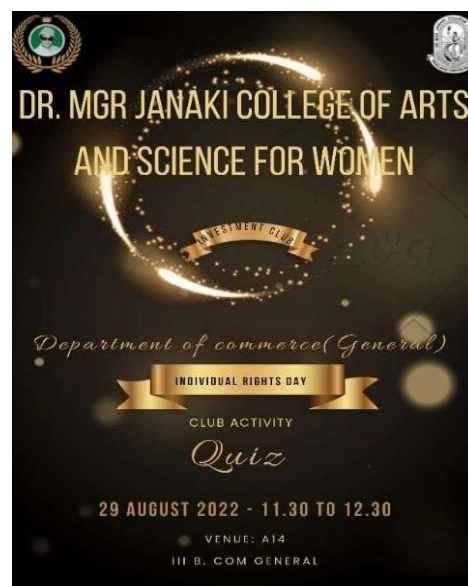 DR. MGR JANAKI COLLEGE OF ARTS
AND SCIENCE FOR WOMEN
INVESTMENT CLUB
Department of commerce(General)
INDIVIDUAL RIGHTS DAY
CLUB ACTIVITY
Quiz
29 AUGUST 2022 - 11.30 TO 12.30
VENUE: A14
III B. COM GENERAL